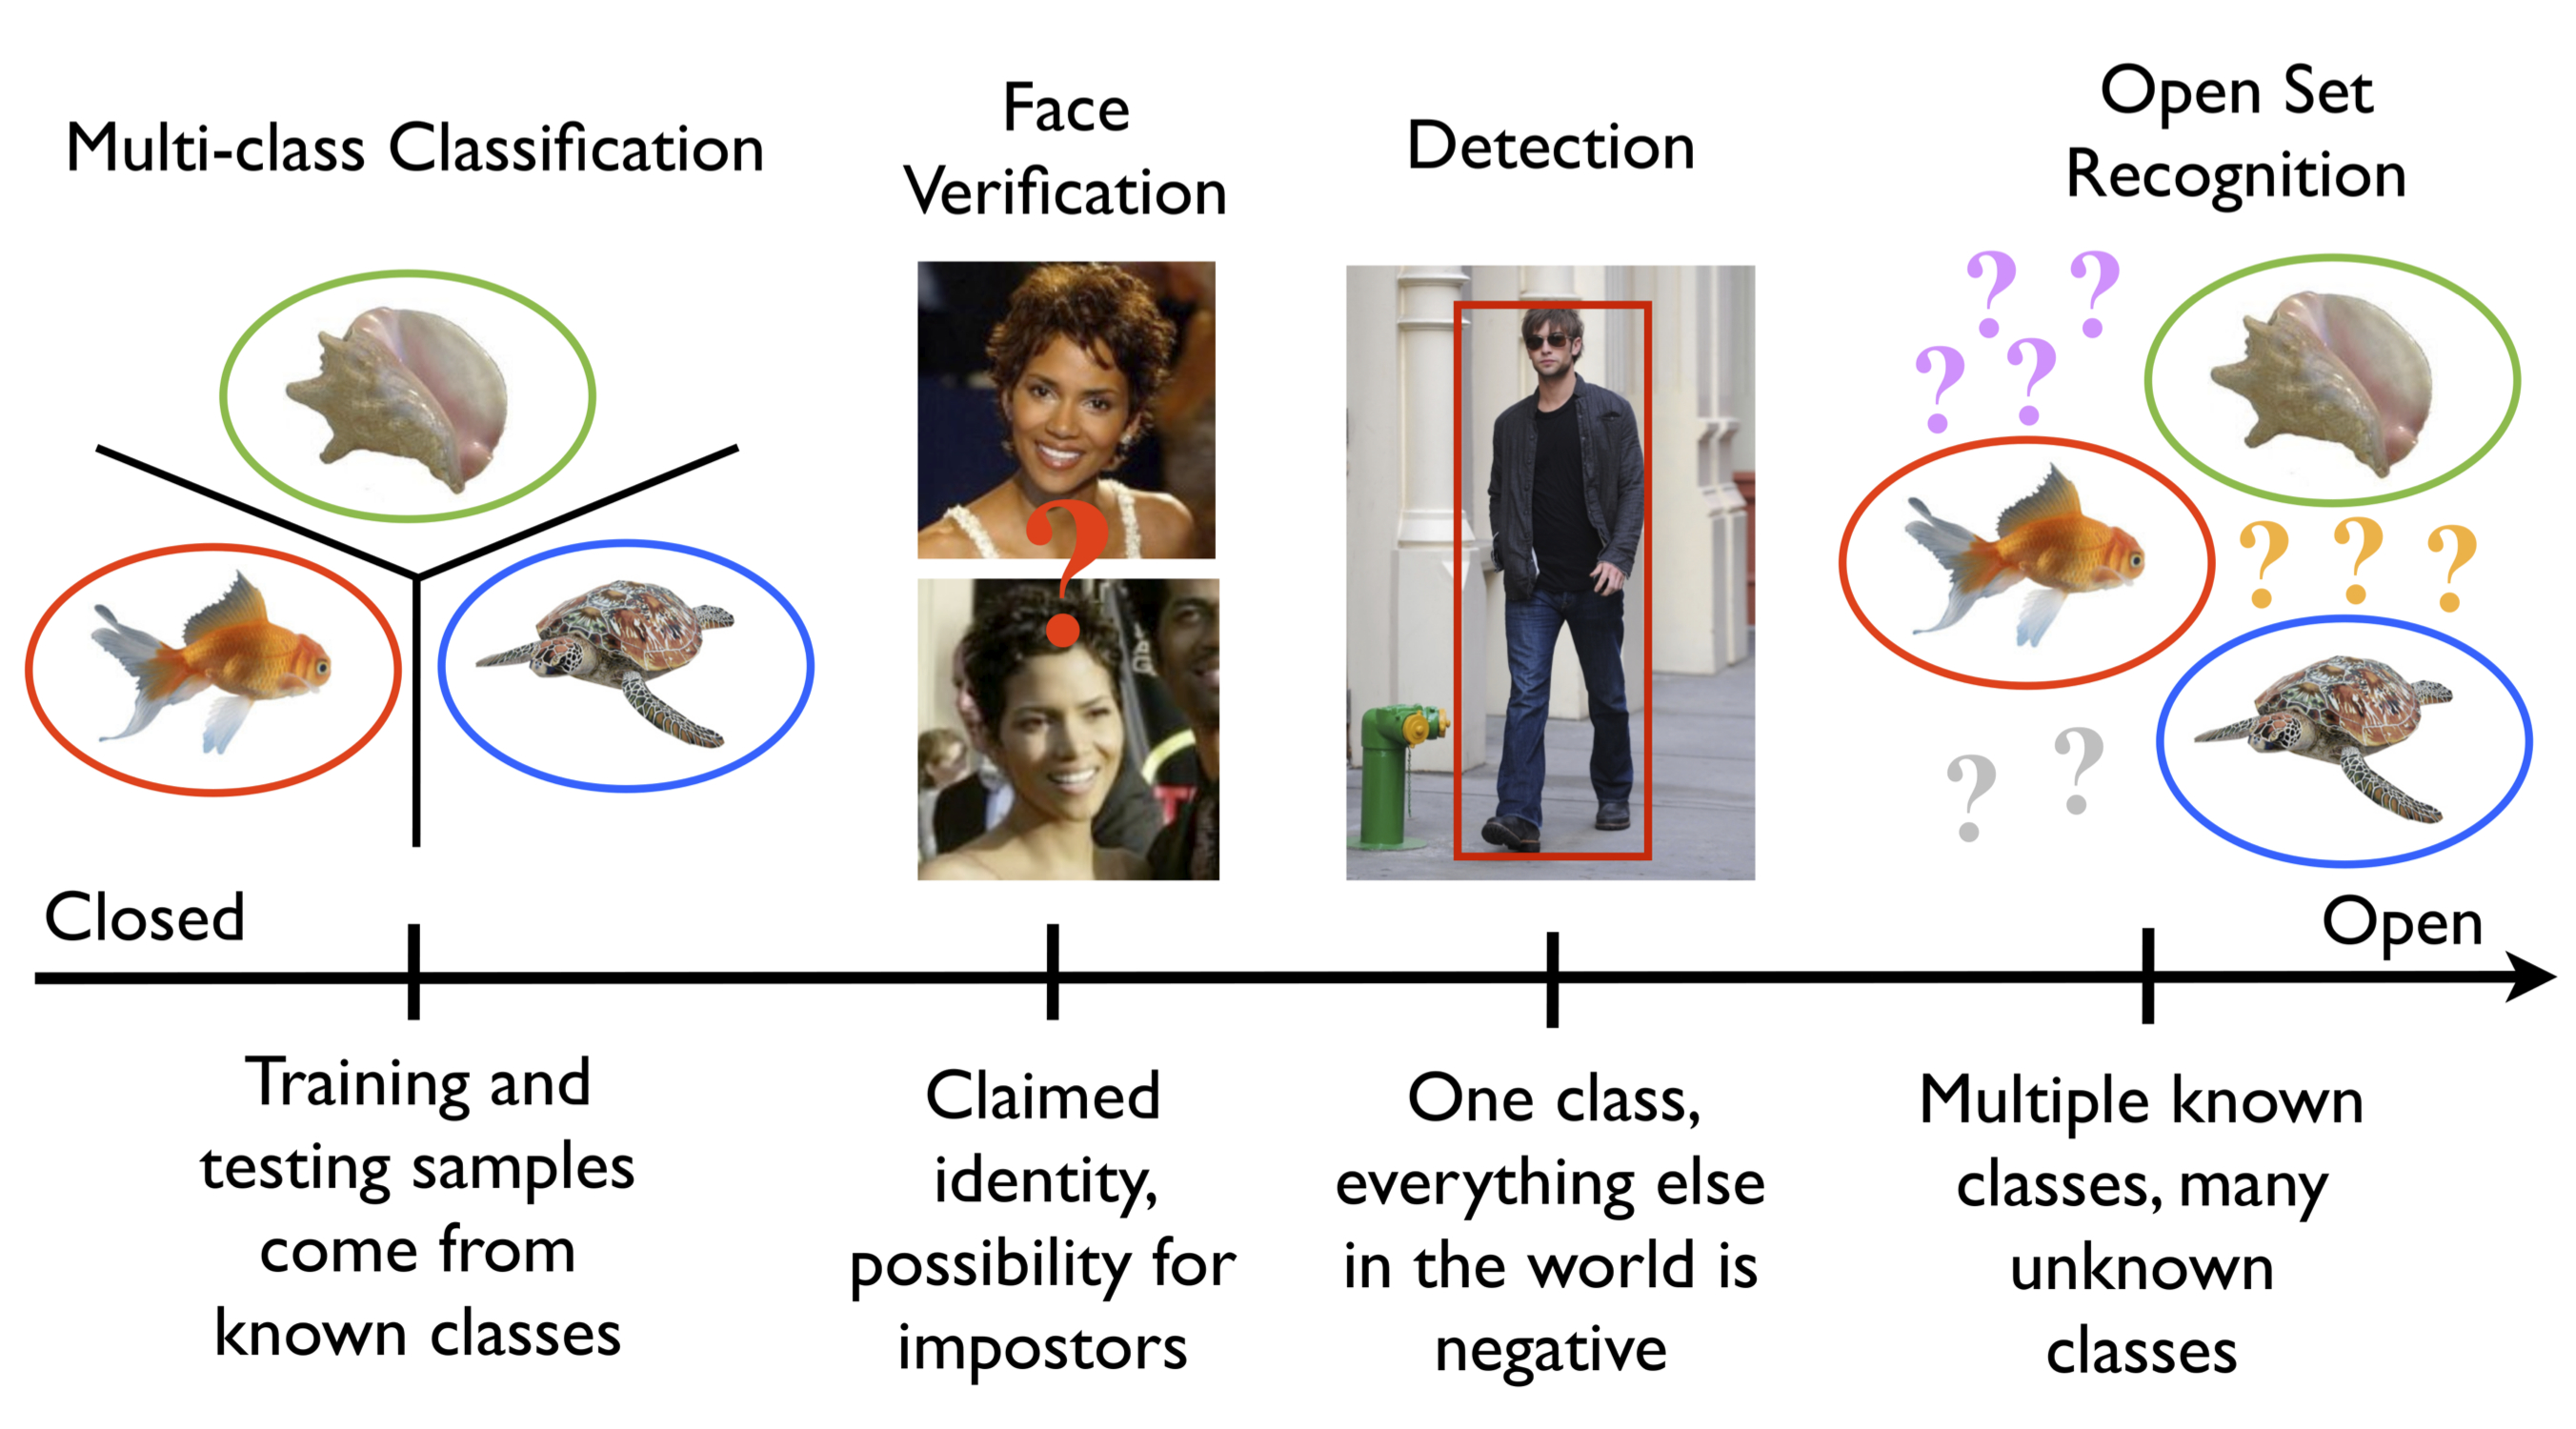 Multi-class Classification
Face
Verification
Detection
Open Set
Recognition
?
? ?
? ?
? ? ?
? ?
Closed
Open
Training and
testing samples
come from
known classes
Claimed
identity,
possibility for
impostors
One class,
everything else
in the world is
negative
Multiple known
classes, many
unknown
classes